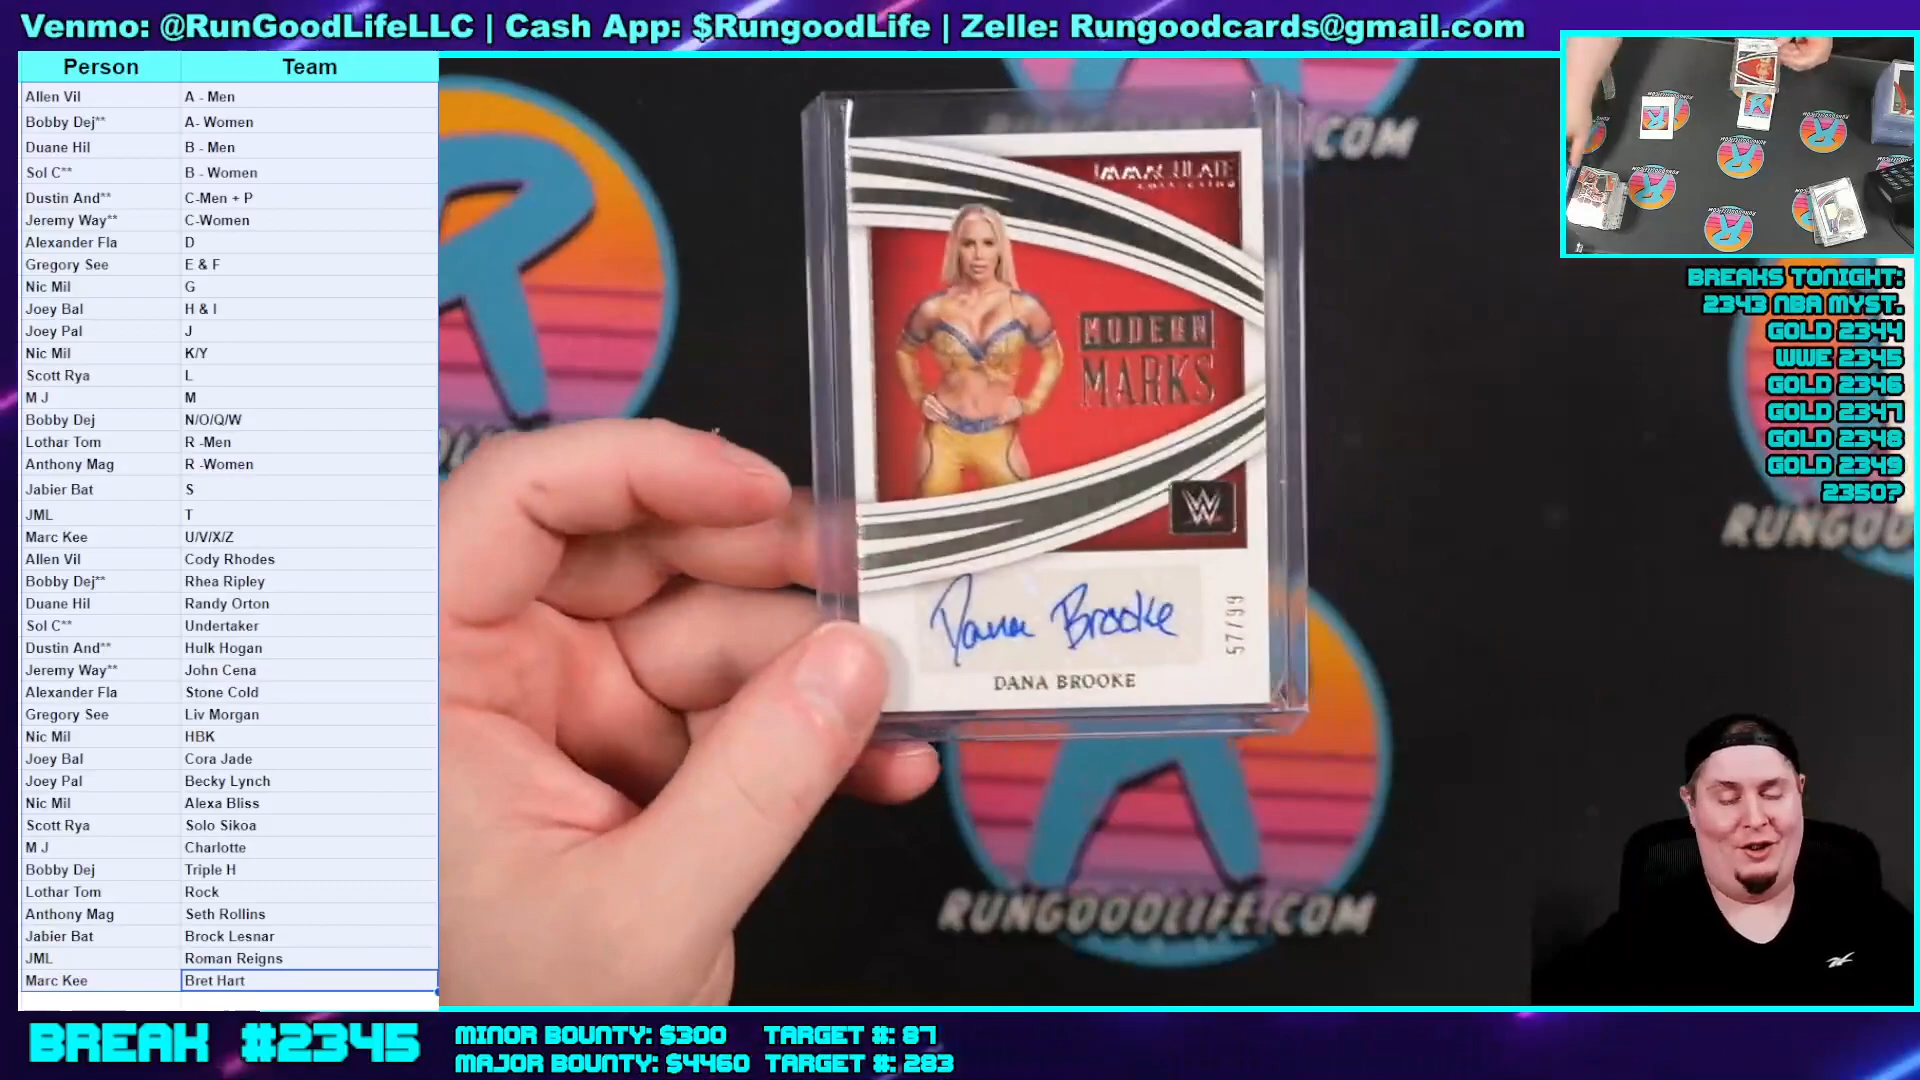 Venmo: @RunGoodLifeLLC | Cash App: $RungoodLife | Zelle: Rungoodcards@gmail.com
Person Team
Allen Vil A - Men
Bobby Dej** A- Women
Duane Hil B - Men
Sol C** B - Women
Dustin And** C-Men + P
Jeremy Way** C-Women
Alexander Fla D
Gregory See E & F
Nic Mil G
Joey Bal H & I
Joey Pal J
Nic Mil K/Y
Scott Rya L
M J M
Bobby Dej N/O/Q/W
Lothar Tom R -Men
Anthony Mag R -Women
Jabier Bat S
JML T
Marc Kee U/V/X/Z
Allen Vil Cody Rhodes
Bobby Dej** Rhea Ripley
Duane Hil Randy Orton
Sol C** Undertaker
Dustin And** Hulk Hogan
Jeremy Way** John Cena
Alexander Fla Stone Cold
Gregory See Liv Morgan
Nic Mil HBK
Joey Bal Cora Jade
Joey Pal Becky Lynch
Nic Mil Alexa Bliss
Scott Rya Solo Sikoa
M J Charlotte
Bobby Dej Triple H
Lothar Tom Rock
Anthony Mag Seth Rollins
Jabier Bat Brock Lesnar
JML Roman Reigns
Marc Kee Bret Hart
IMMACULATE
COLLECTION
MODERN
MARKS
W
Dana Brooke
57/99
DANA BROOKE
RUNGOODLIFE.COM
RUNGOOD
BREAKS TONIGHT:
2343 NBA MYST.
GOLD 2344
WWE 2345
GOLD 2346
GOLD 2347
GOLD 2348
GOLD 2349
2350?
BREAK #2345
MINOR BOUNTY: $300 TARGET #: 87
MAJOR BOUNTY: $4460 TARGET #: 283